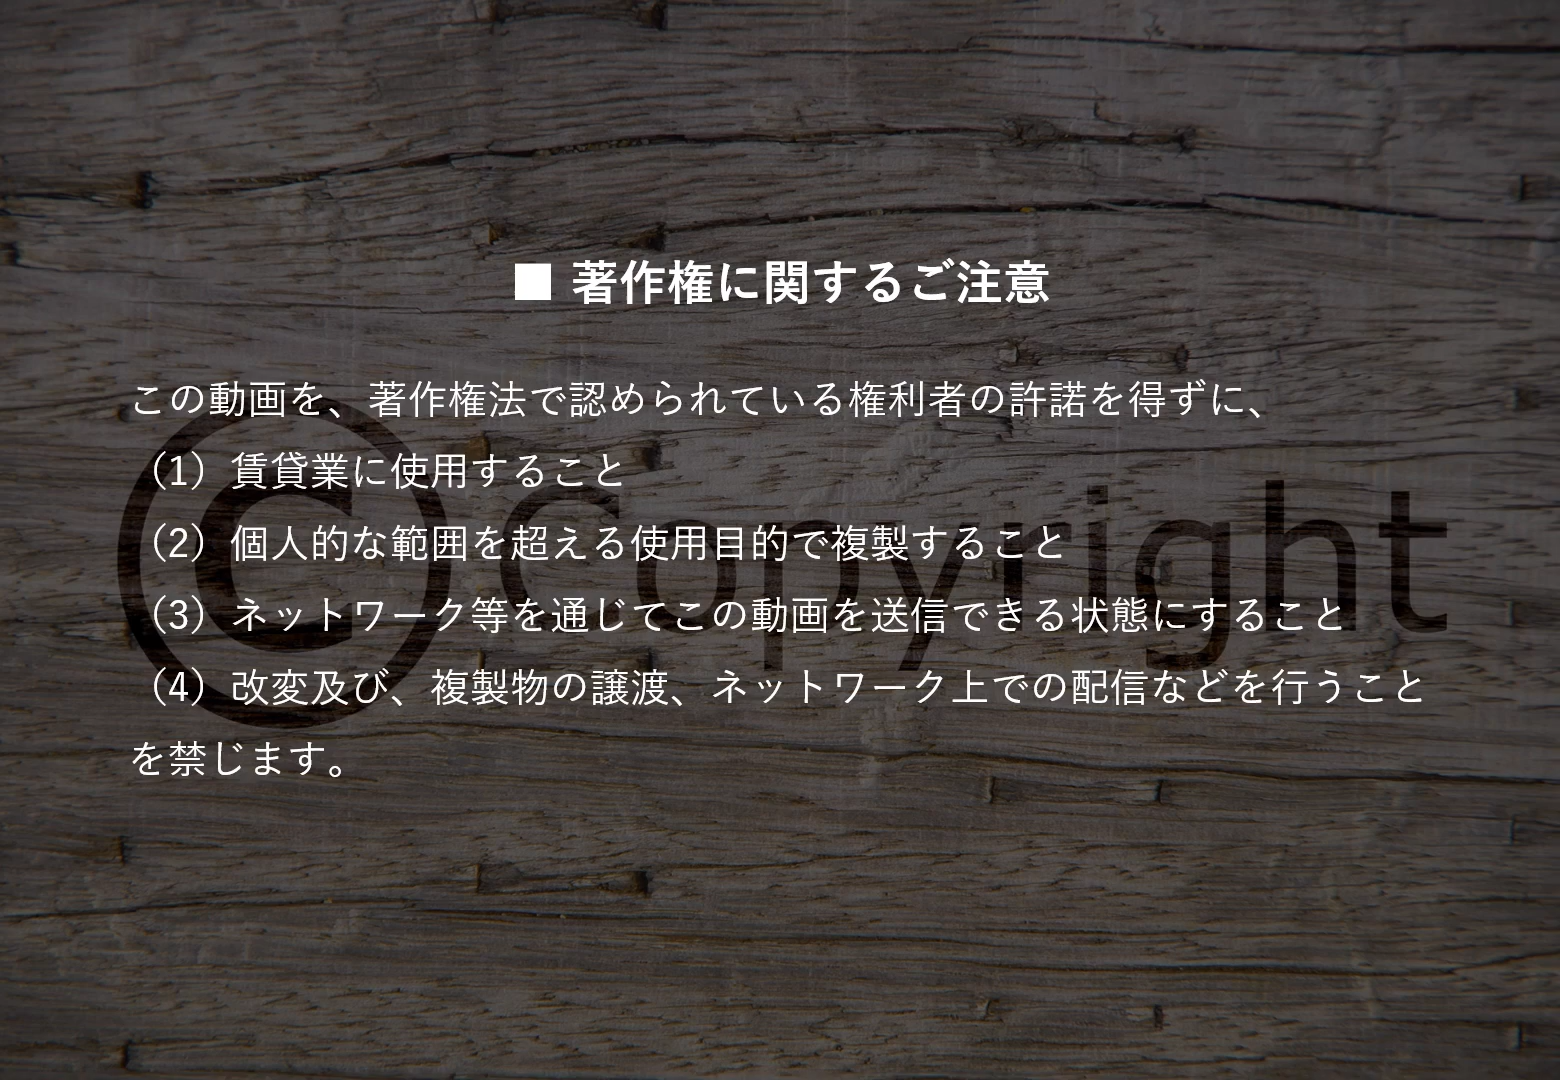 ■ 著作権に関するご注意
この動画を、著作権法で認められている権利者の許諾を得ずに、
（1）賃貸業に使用すること
（2）個人的な範囲を超える使用目的で複製すること
（3）ネットワーク等を通じてこの動画を送信できる状態にすること
（4）改変及び、複製物の譲渡、ネットワーク上での配信などを行うこと
を禁じます。
© Copyright